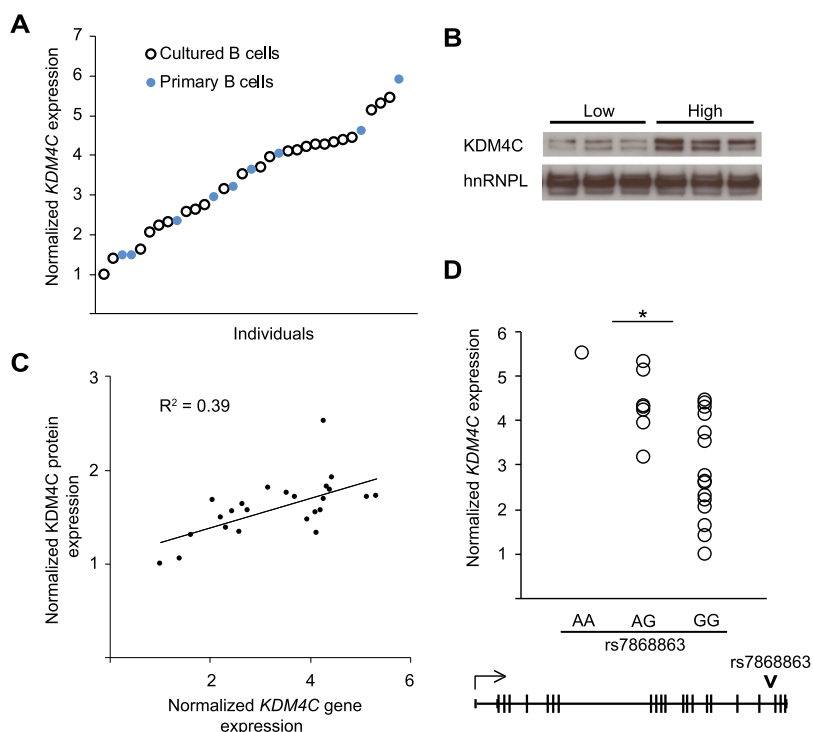 A
Normalized KDM4C expression
7
6
5
4
3
2
1
Cultured B cells
Primary B cells
Individuals
B
Low High
KDM4C
hnRNPL
C
Normalized KDM4C protein
expression
3
2
1
R² = 0.39
2 4 6
Normalized KDM4C gene
expression
D
Normalized KDM4C expression
6
5
4
3
2
1
*
AA AG GG
rs7868863
rs7868863